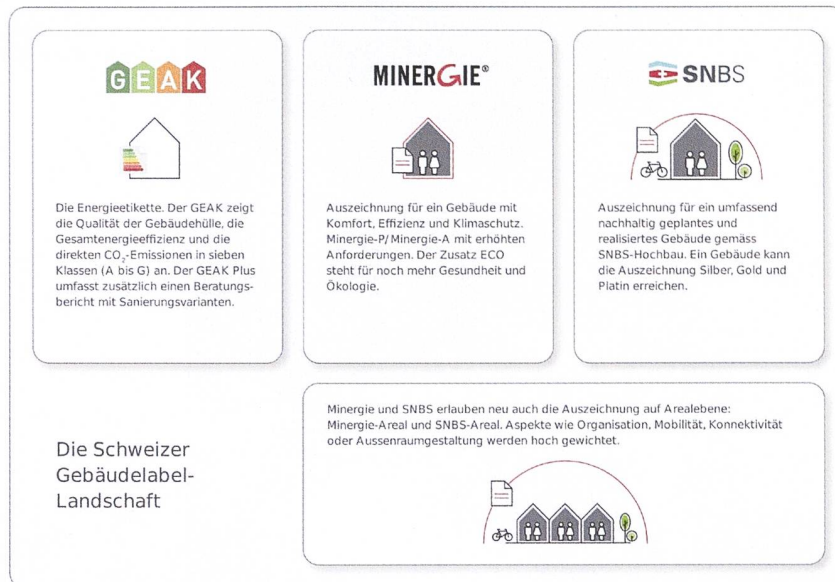 GEAK
Die Energieetikette. Der GEAK zeigt
die Qualität der Gebäudehülle, die
Gesamtenergieeffizienz und die
direkten CO₂-Emissionen in sieben
Klassen (A bis G) an. Der GEAK Plus
umfasst zusätzlich einen Beratungs-
bericht mit Sanierungsvarianten.
MINERGIE®
Auszeichnung für ein Gebäude mit
Komfort, Effizienz und Klimaschutz.
Minergie-P/Minergie-A mit erhöhten
Anforderungen. Der Zusatz ECO
steht für noch mehr Gesundheit und
Ökologie.
SNBS
Auszeichnung für ein umfassend
nachhaltig geplantes und
realisiertes Gebäude gemäss
SNBS-Hochbau. Ein Gebäude kann
die Auszeichnung Silber, Gold und
Platin erreichen.
Die Schweizer
Gebäudelabel-
Landschaft
Minergie und SNBS erlauben neu auch die Auszeichnung auf Arealebene:
Minergie-Areal und SNBS-Areal. Aspekte wie Organisation, Mobilität, Konnektivität
oder Aussenraumgestaltung werden hoch gewichtet.